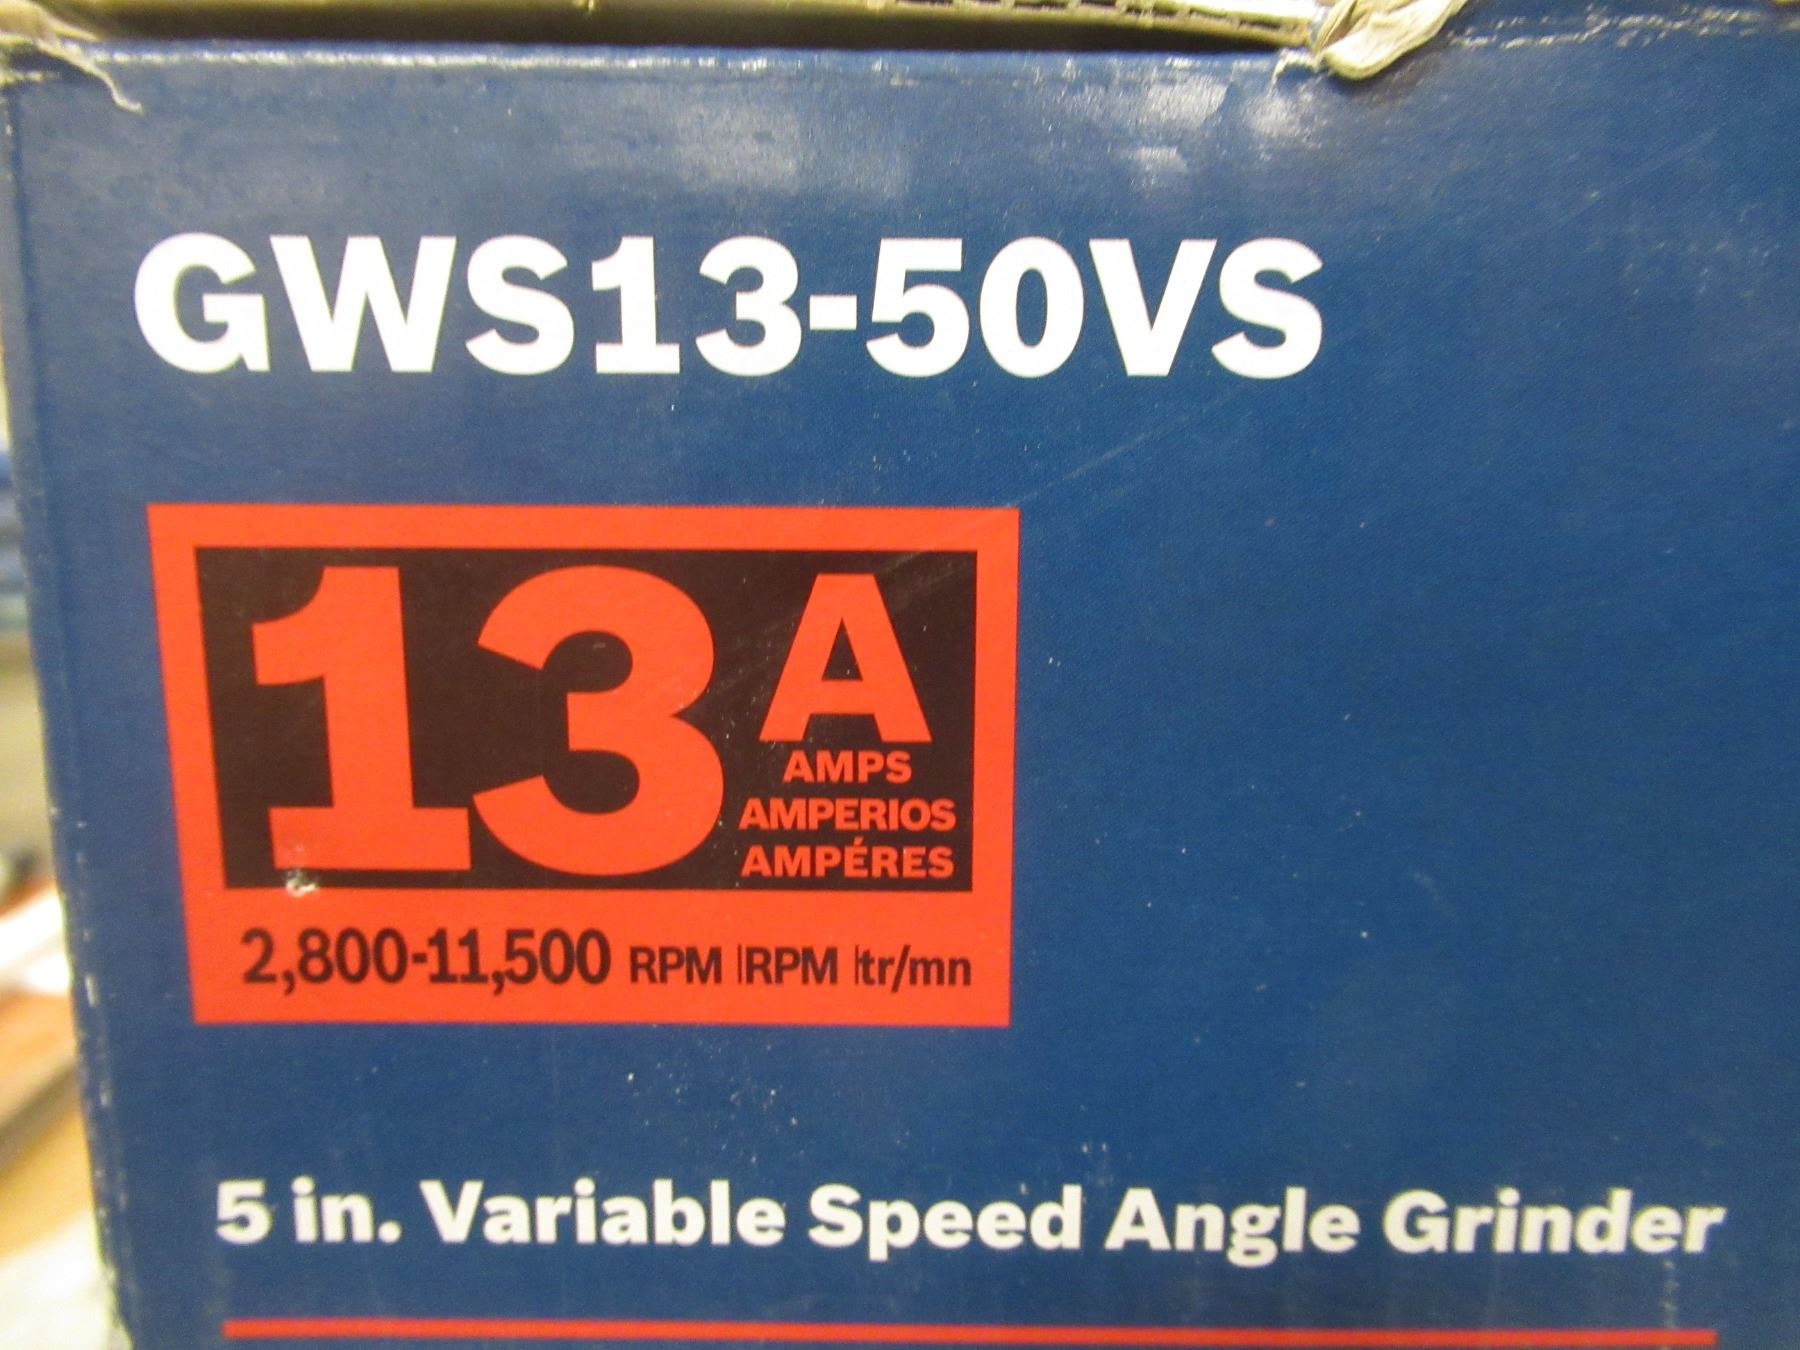 GWS13-50VS
13 A
AMPS
AMPERIOS
AMPÉRES
2,800-11,500 RPM |RPM |tr/mn
5 in. Variable Speed Angle Grinder